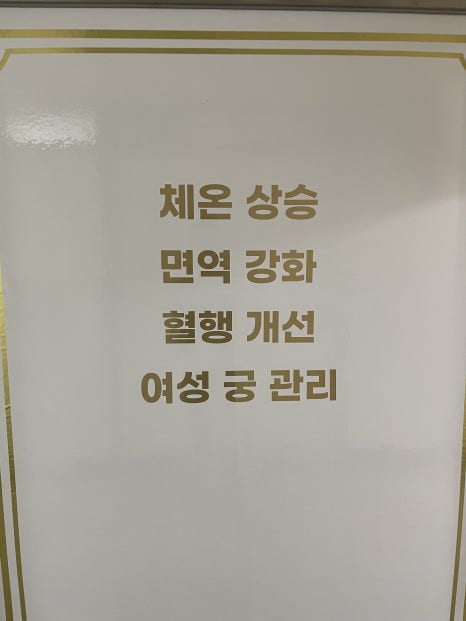 체온 상승
면역 강화
혈행 개선
여성 궁 관리